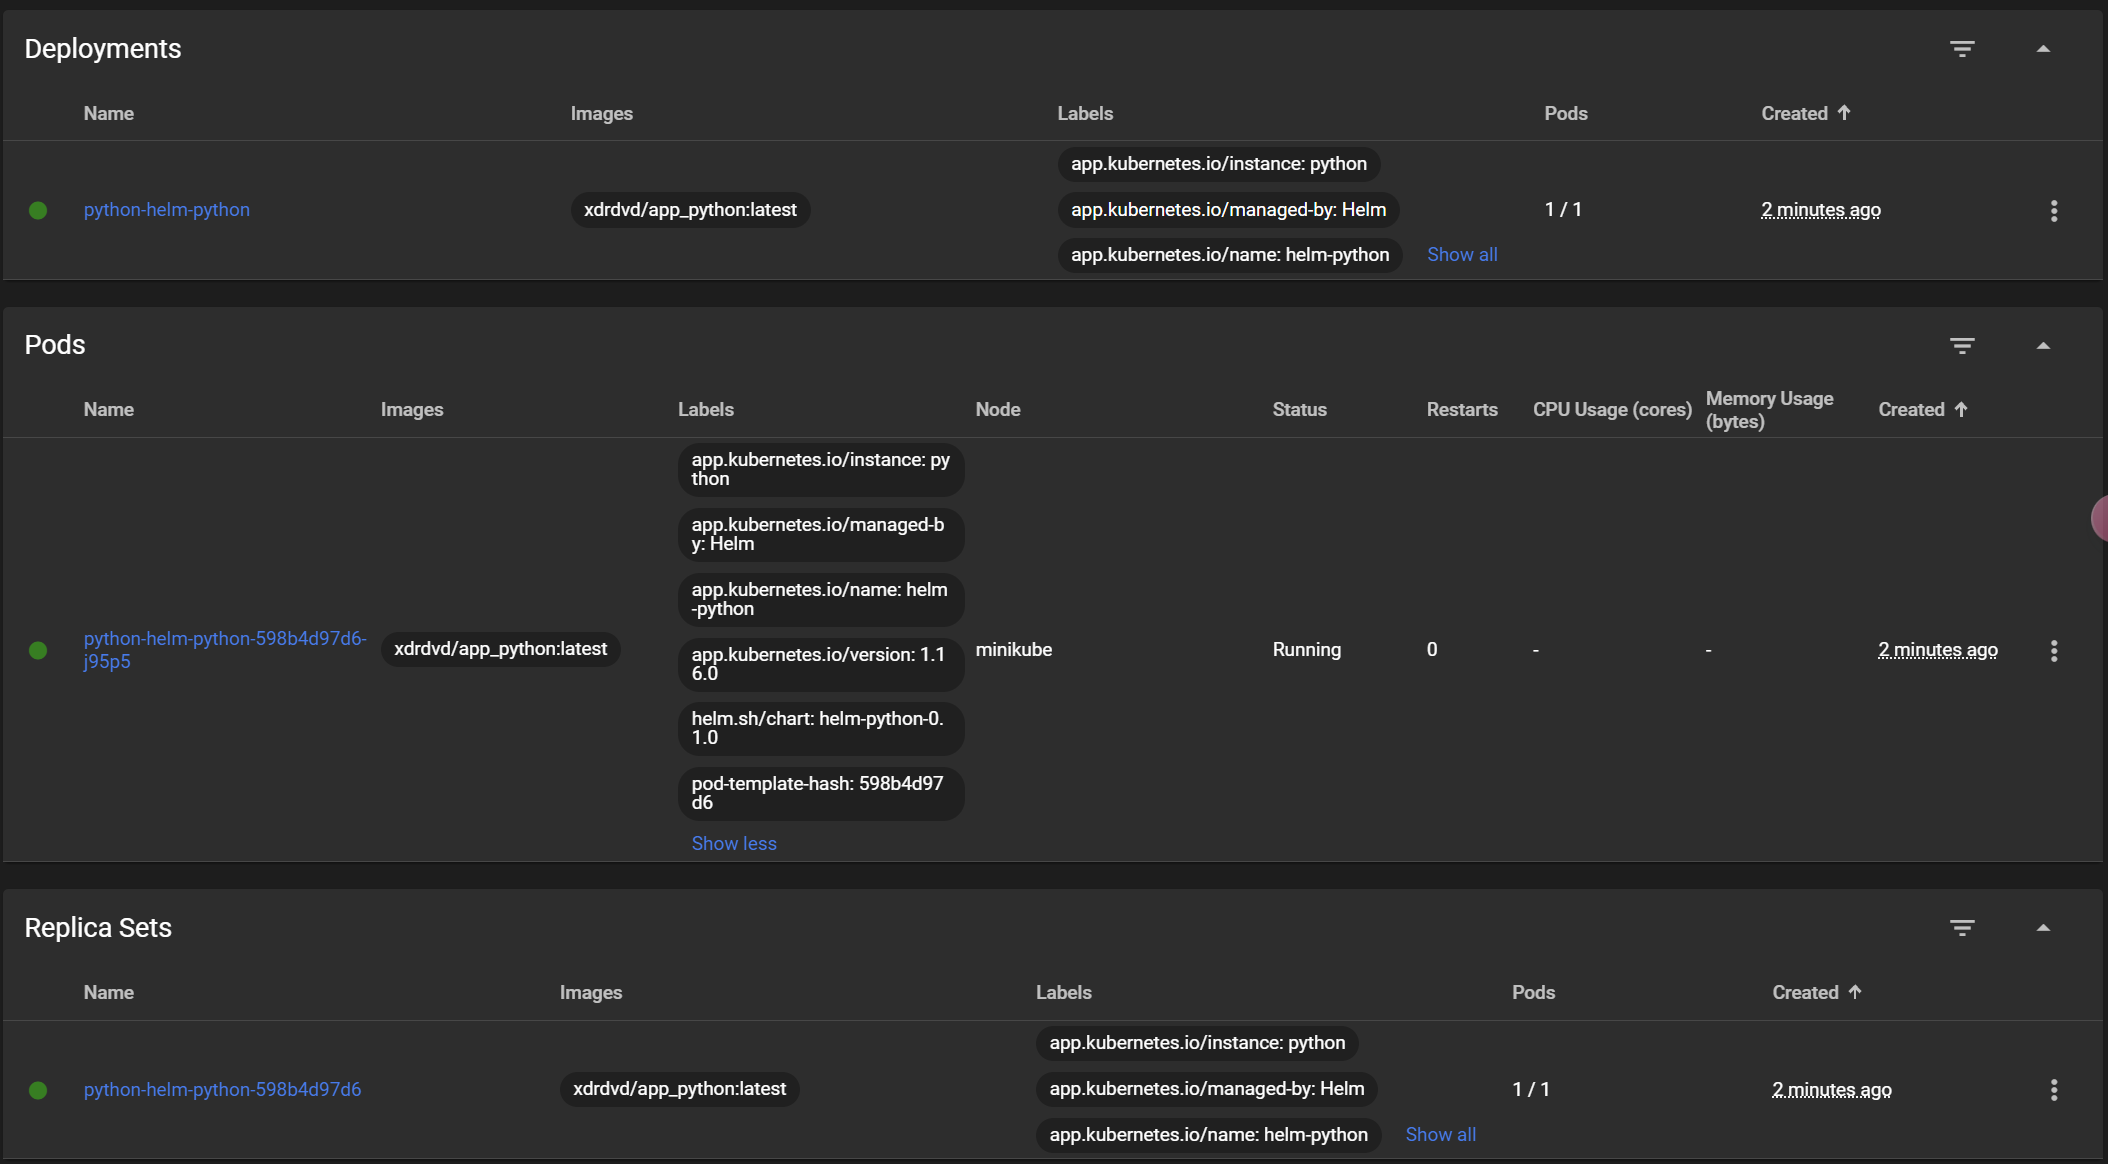 Deployments
Name Images Labels Pods Created
app.kubernetes.io/instance: python
python-helm-python xdrdvd/app_python:latest app.kubernetes.io/managed-by: Helm 1 / 1 2 minutes ago
app.kubernetes.io/name: helm-python Show all
Pods
Name Images Labels Node Status Restarts CPU Usage (cores) Memory Usage
(bytes) Created
app.kubernetes.io/instance: py
thon
app.kubernetes.io/managed-b
y: Helm
app.kubernetes.io/name: helm
-python
python-helm-python-598b4d97d6-
j95p5
xdrdvd/app_python:latest
app.kubernetes.io/version: 1.1
6.0
minikube Running 0 - - 2 minutes ago
helm.sh/chart: helm-python-0.
1.0
pod-template-hash: 598b4d97
d6
Show less
Replica Sets
Name Images Labels Pods Created
app.kubernetes.io/instance: python
python-helm-python-598b4d97d6 xdrdvd/app_python:latest app.kubernetes.io/managed-by: Helm 1 / 1 2 minutes ago
app.kubernetes.io/name: helm-python Show all